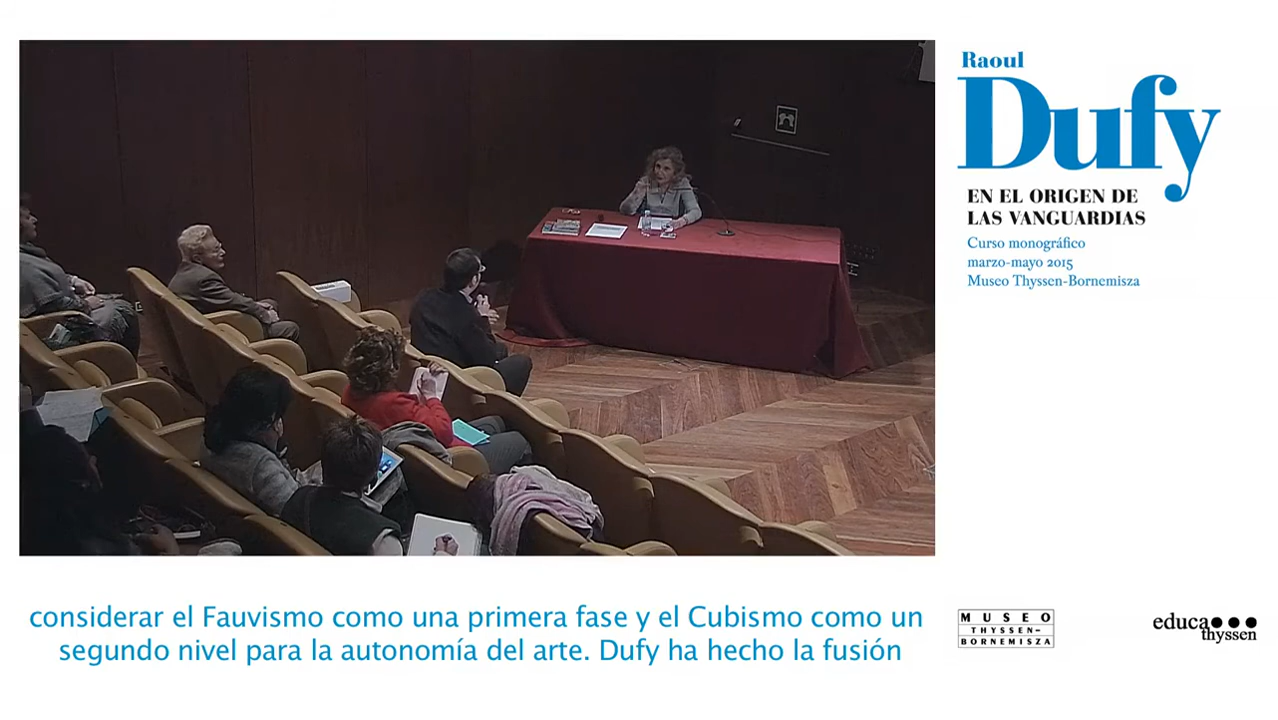 Raoul
Dufy
EN EL ORIGEN DE
LAS VANGUARDIAS
Curso monográfico
marzo-mayo 2015
Museo Thyssen-Bornemisza
considerar el Fauvismo como una primera fase y el Cubismo como un
segundo nivel para la autonomía del arte. Dufy ha hecho la fusión
MUSEO
THYSSEN-
BORNEMISZA
educa
thyssen